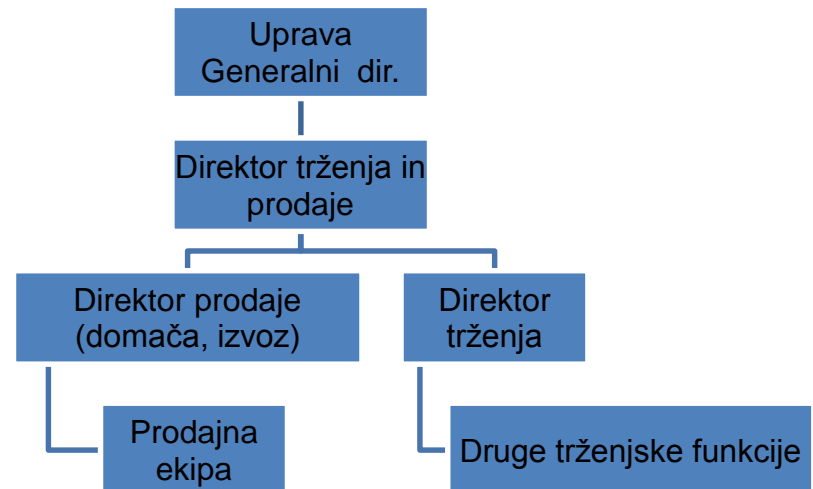 Uprava
Generalni dir.
Direktor trženja in
prodaje
Direktor prodaje
(domača, izvoz)
Direktor
trženja
Prodajna
ekipa
Druge trženjske funkcije